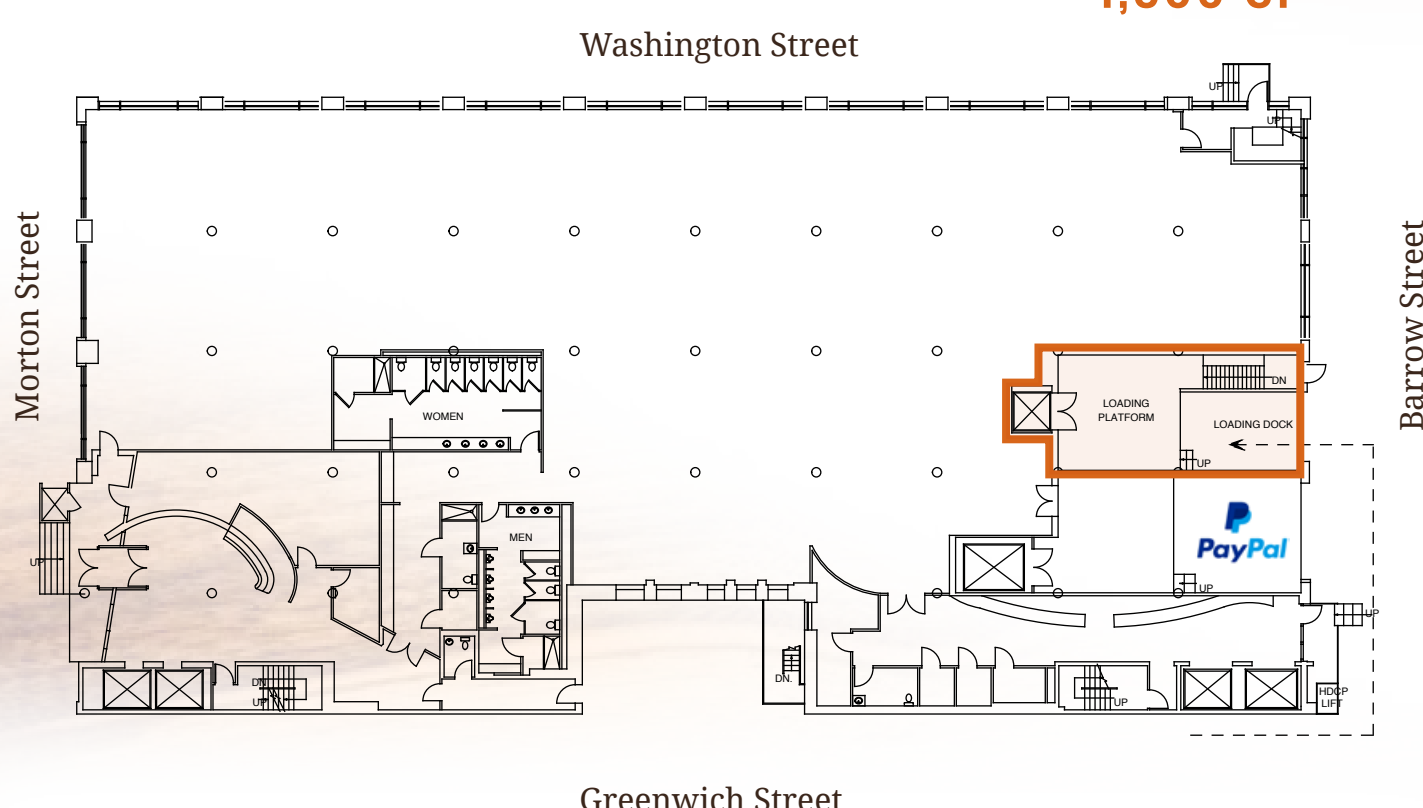 Washington Street
UP
UP
Morton Street
Barrow Street
DN
LOADING
PLATFORM
WOMEN
LOADING DOCK
UP
MEN
PayPal
UP
UP
UP
DN.
DN
UP
UP
HDCP
LIFT
Greenwich Street